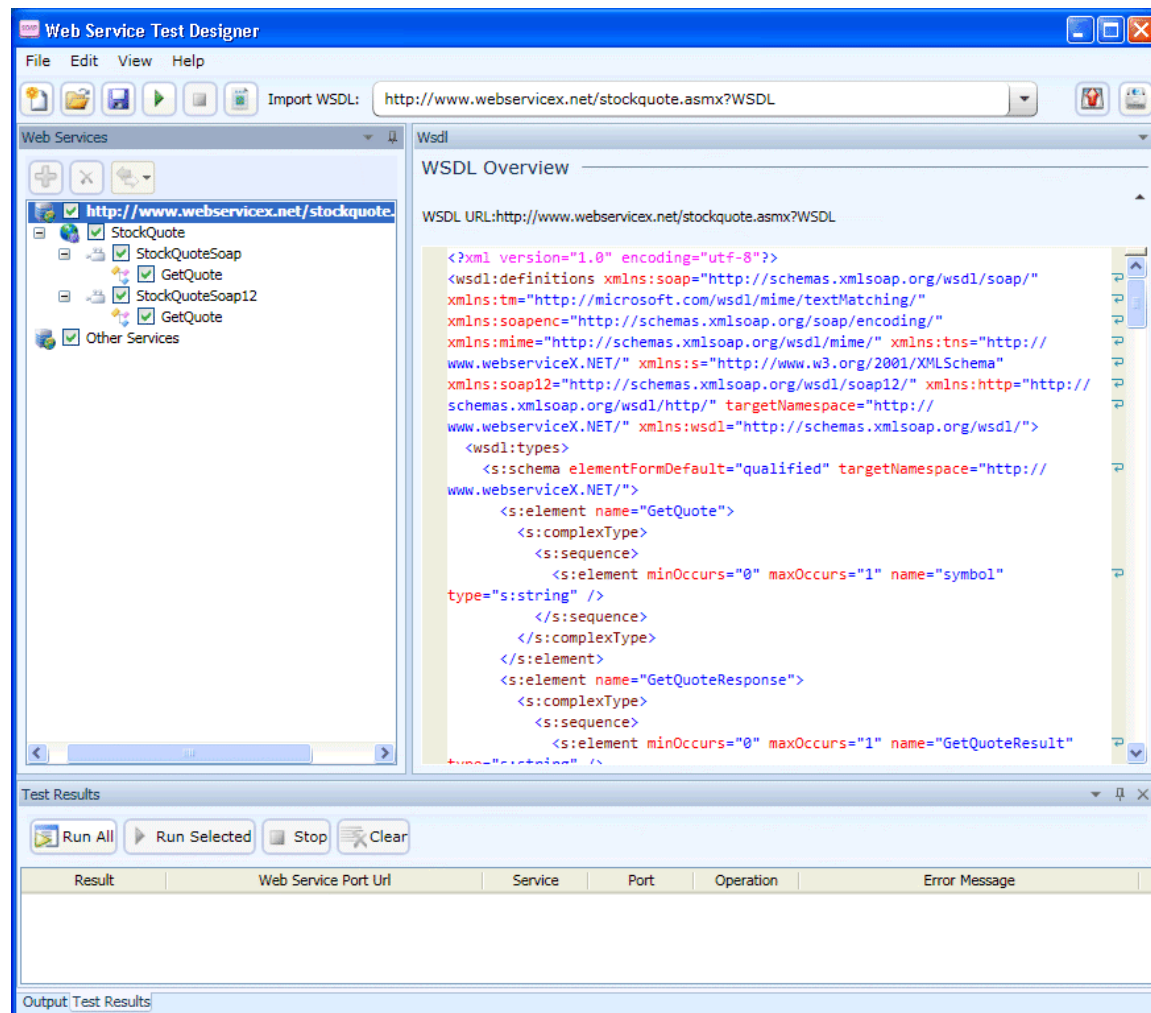 Web Service Test Designer
File Edit View Help
Import WSDL: http://www.webservicex.net/stockquote.asmx?WSDL
Web Services
http://www.webservicex.net/stockquote.
StockQuote
StockQuoteSoap
GetQuote
StockQuoteSoap12
GetQuote
Other Services
Wsdl
WSDL Overview
WSDL URL:http://www.webservicex.net/stockquote.asmx?WSDL
<?xml version="1.0" encoding="utf-8"?>
<wsdl:definitions xmlns:soap="http://schemas.xmlsoap.org/wsdl/soap/"
xmlns:tm="http://microsoft.com/wsdl/mime/textMatching/"
xmlns:soapenc="http://schemas.xmlsoap.org/soap/encoding/"
xmlns:mime="http://schemas.xmlsoap.org/wsdl/mime/" xmlns:tns="http://
www.webserviceX.NET/" xmlns:s="http://www.w3.org/2001/XMLSchema"
xmlns:soap12="http://schemas.xmlsoap.org/wsdl/soap12/" xmlns:http="http://
schemas.xmlsoap.org/wsdl/http/" targetNamespace="http://
www.webserviceX.NET/" xmlns:wsdl="http://schemas.xmlsoap.org/wsdl/">
<wsdl:types>
<s:schema elementFormDefault="qualified" targetNamespace="http://
www.webserviceX.NET/">
<s:element name="GetQuote">
<s:complexType>
<s:sequence>
<s:element minOccurs="0" maxOccurs="1" name="symbol"
type="s:string" />
</s:sequence>
</s:complexType>
</s:element>
<s:element name="GetQuoteResponse">
<s:complexType>
<s:sequence>
<s:element minOccurs="0" maxOccurs="1" name="GetQuoteResult"
type="s:string" />
Test Results
Run All Run Selected Stop Clear
Result Web Service Port Url Service Port Operation Error Message
Output Test Results